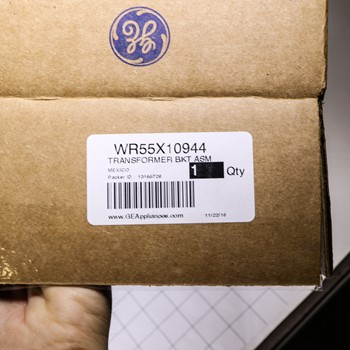 WR55X10944
TRANSFORMER BKT ASM
MEXICO
1 Qty
www.GEAppliances.com
11/22/16